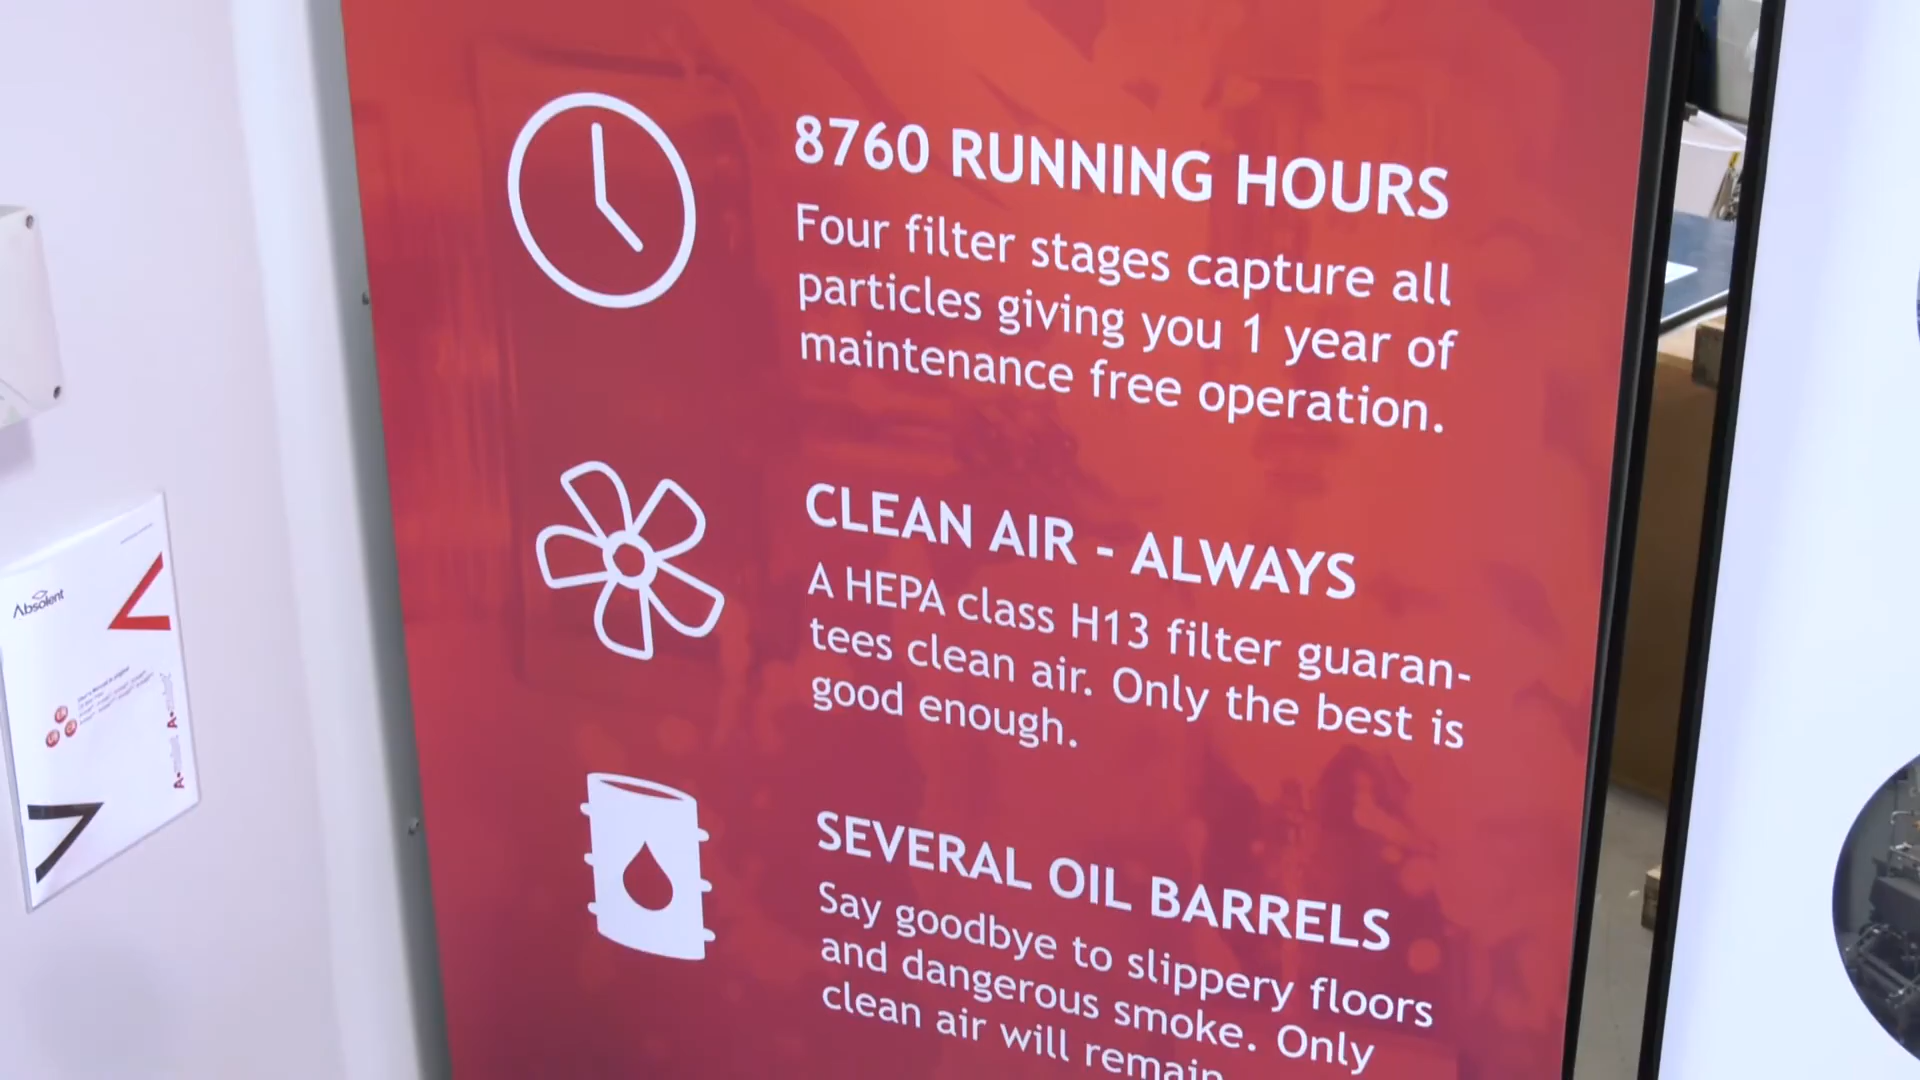 8760 RUNNING HOURS
Four filter stages capture all
particles giving you 1 year of
maintenance free operation.
CLEAN AIR - ALWAYS
A HEPA class H13 filter guaran-
tees clean air. Only the best is
good enough.
SEVERAL OIL BARRELS
Say goodbye to slippery floors
and dangerous smoke. Only
clean air will remain
Absolent